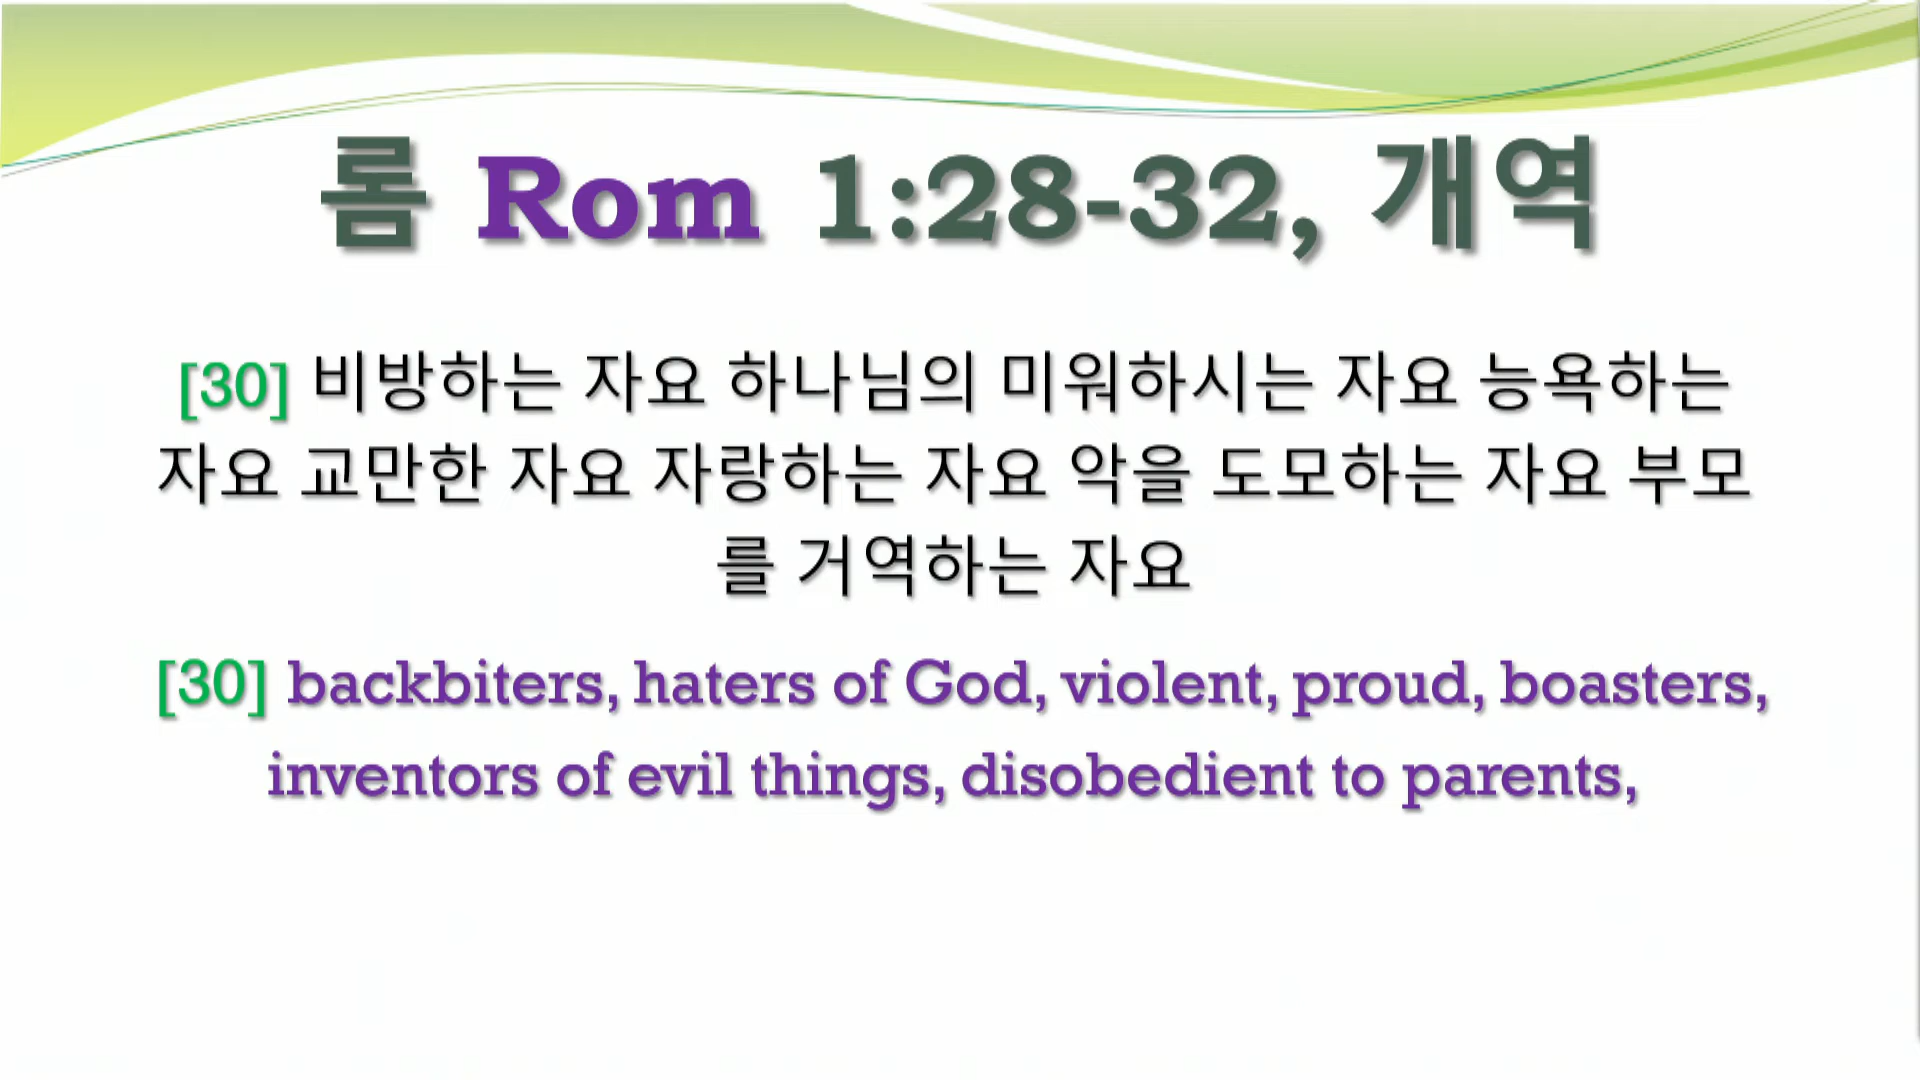 롬 Rom 1:28-32, 개역
[30] 비방하는 자요 하나님의 미워하시는 자요 능욕하는
자요 교만한 자요 자랑하는 자요 악을 도모하는 자요 부모
를 거역하는 자요
[30] backbiters, haters of God, violent, proud, boasters,
inventors of evil things, disobedient to parents,